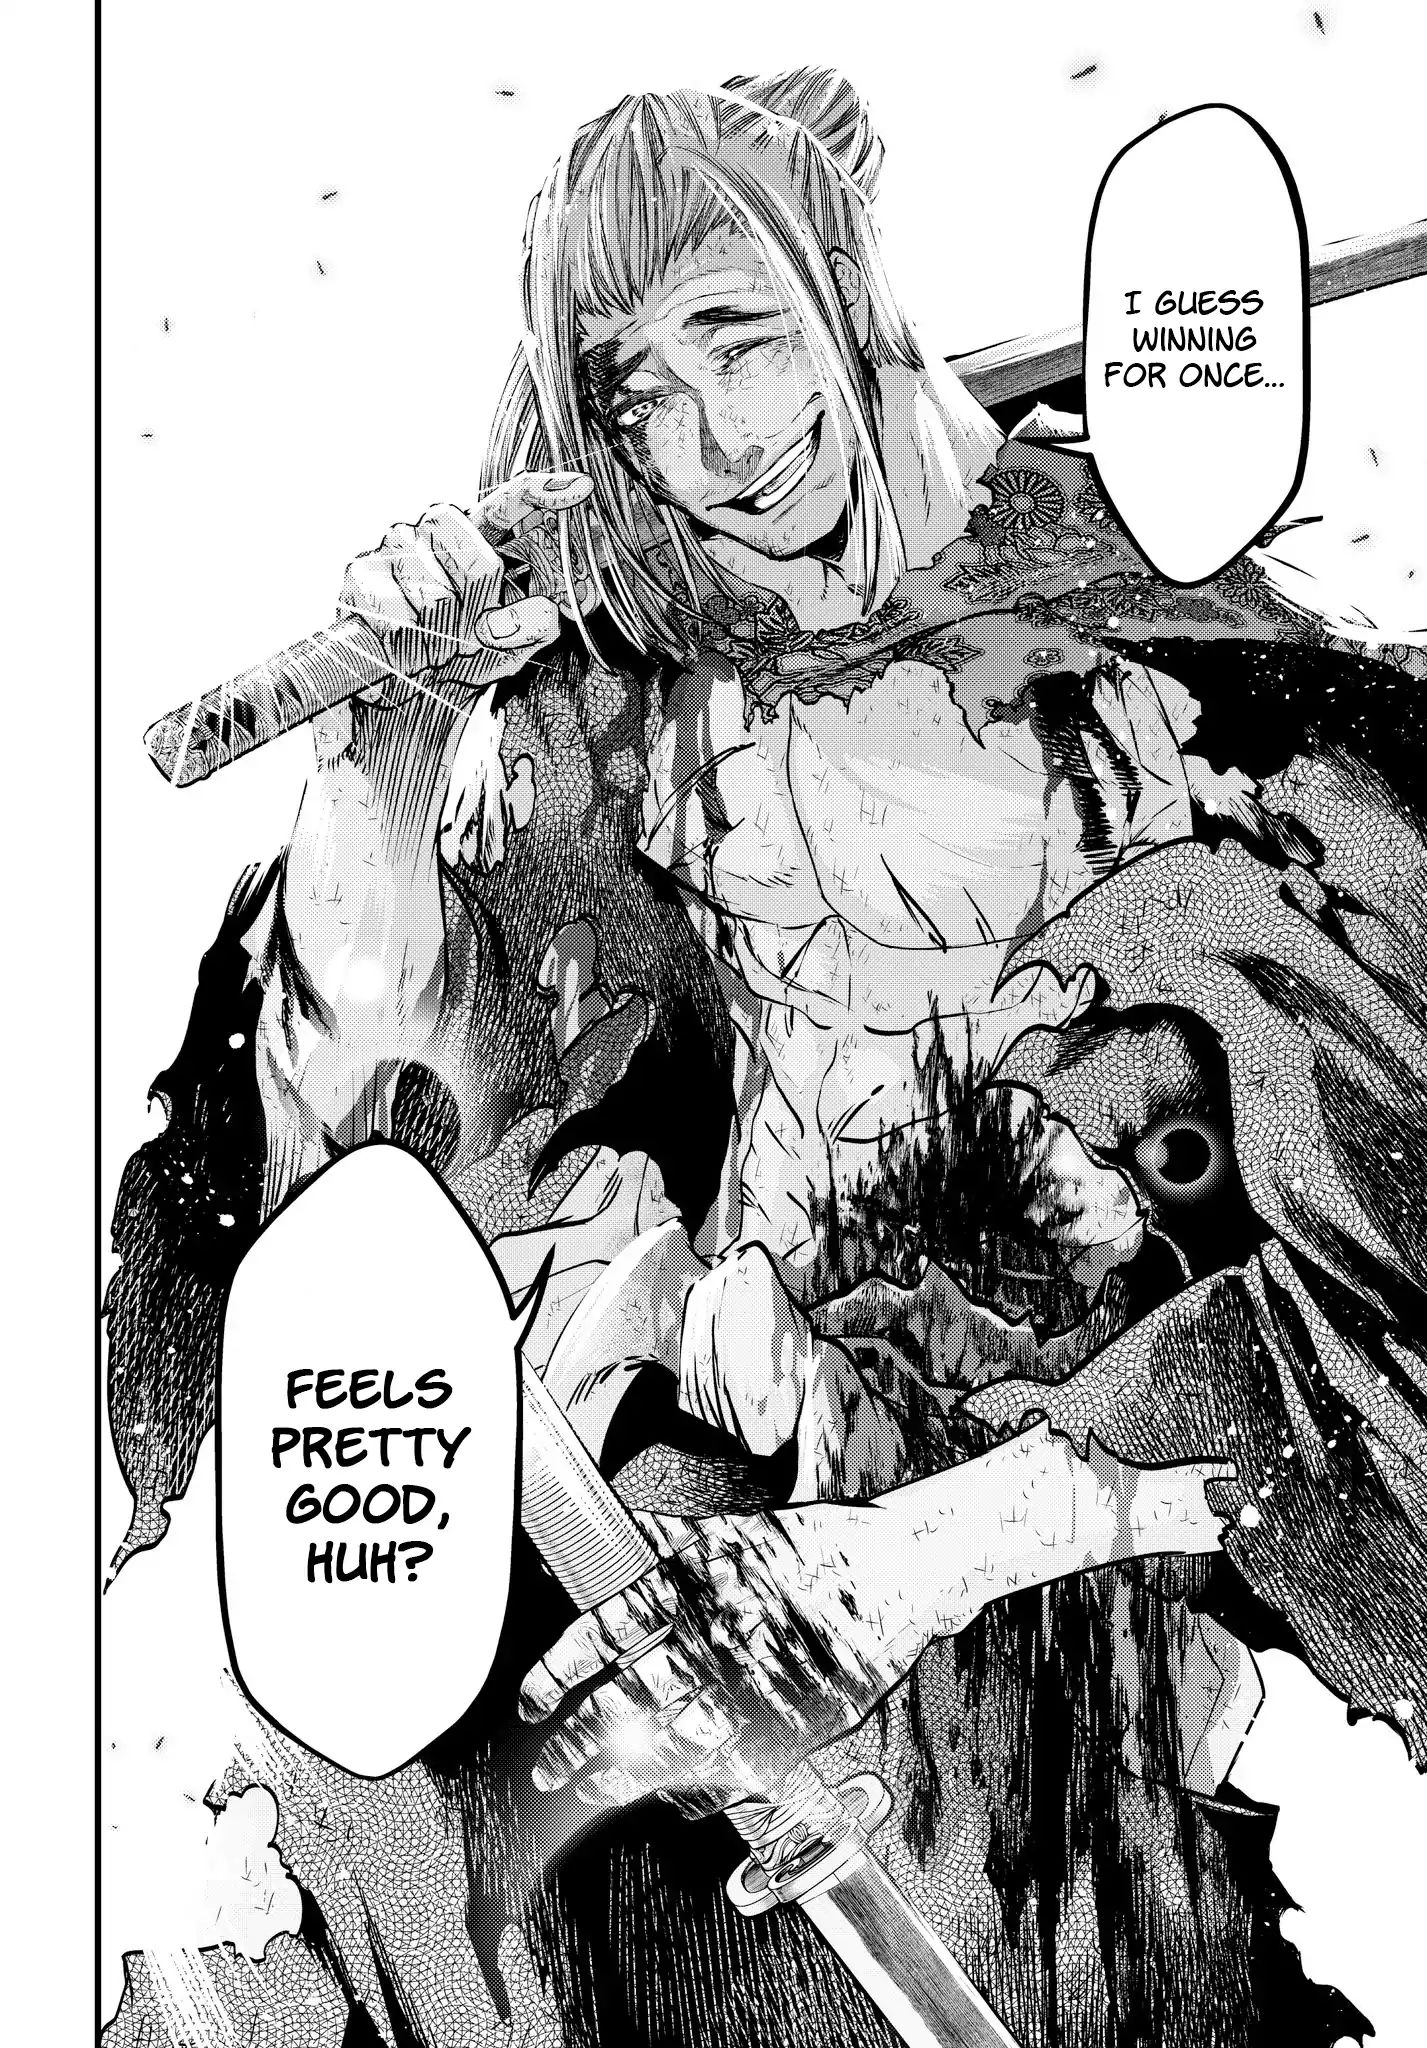 I GUESS
WINNING
FOR ONCE...
FEELS
PRETTY
GOOD,
HUH?